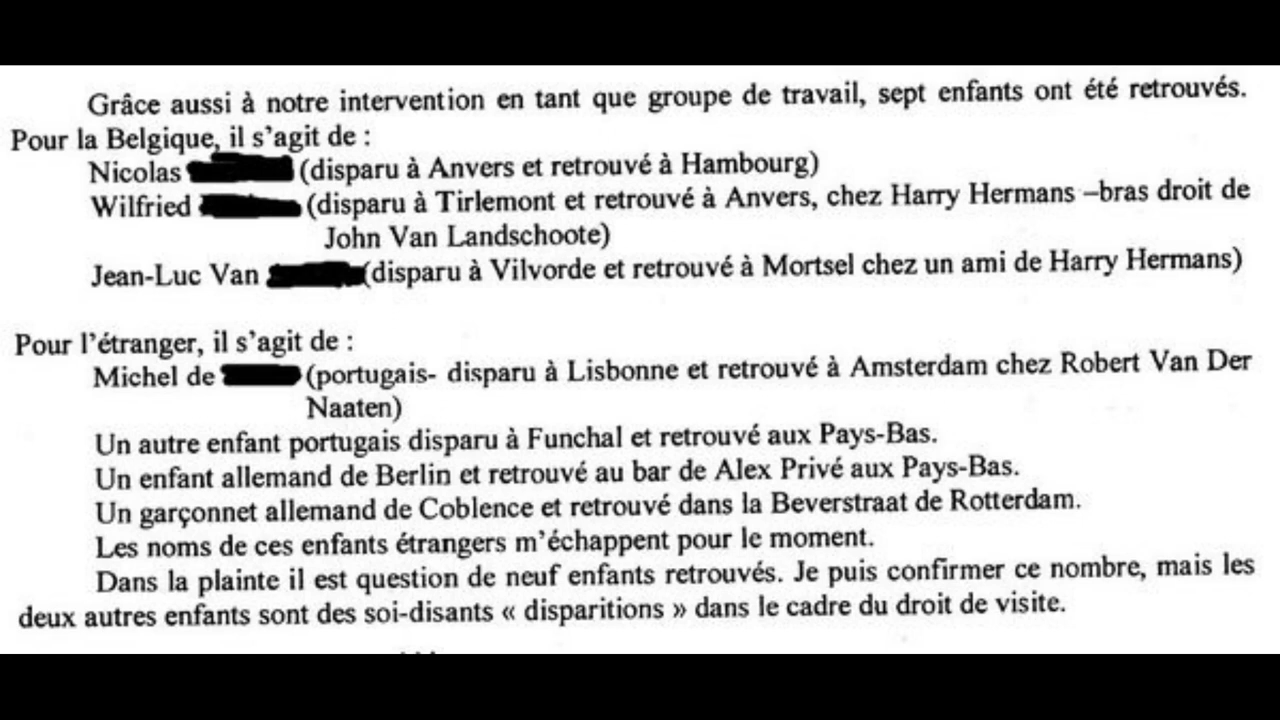 Grâce aussi à notre intervention en tant que groupe de travail, sept enfants ont été retrouvés.
Pour la Belgique, il s’agit de :
Nicolas (disparu à Anvers et retrouvé à Hambourg)
Wilfried (disparu à Tirlemont et retrouvé à Anvers, chez Harry Hermans –bras droit de
John Van Landschoote)
Jean-Luc Van (disparu à Vilvorde et retrouvé à Mortsel chez un ami de Harry Hermans)
Pour l’étranger, il s’agit de :
Michel de (portugais- disparu à Lisbonne et retrouvé à Amsterdam chez Robert Van Der
Naaten)
Un autre enfant portugais disparu à Funchal et retrouvé aux Pays-Bas.
Un enfant allemand de Berlin et retrouvé au bar de Alex Privé aux Pays-Bas.
Un garçonnet allemand de Coblence et retrouvé dans la Beverstraat de Rotterdam.
Les noms de ces enfants étrangers m’échappent pour le moment.
Dans la plainte il est question de neuf enfants retrouvés. Je puis confirmer ce nombre, mais les
deux autres enfants sont des soi-disants « disparitions » dans le cadre du droit de visite.